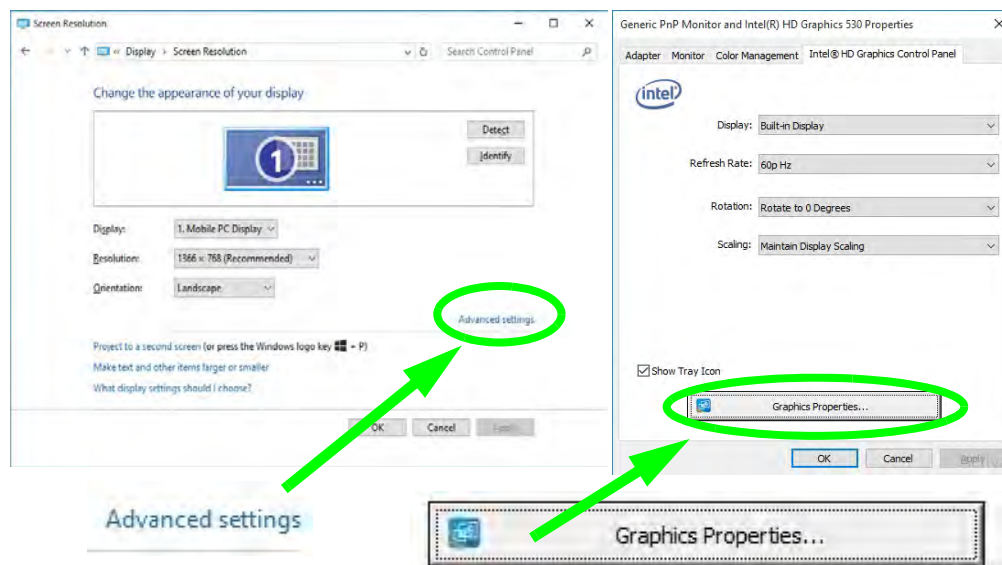 Screen Resolution
Display › Screen Resolution
Search Control Panel
Change the appearance of your display
Detect
Identify
1
Display: 1. Mobile PC Display
Resolution: 1366 × 768 (Recommended)
Orientation: Landscape
Advanced settings
Project to a second screen (or press the Windows logo key + P)
Make text and other items larger or smaller
What display settings should I choose?
OK Cancel Apply
Generic PnP Monitor and Intel(R) HD Graphics 530 Properties
Adapter Monitor Color Management Intel® HD Graphics Control Panel
intel
Display: Built-in Display
Refresh Rate: 60p Hz
Rotation: Rotate to 0 Degrees
Scaling: Maintain Display Scaling
Show Tray Icon
Graphics Properties...
OK Cancel Apply
Advanced settings
Graphics Properties...